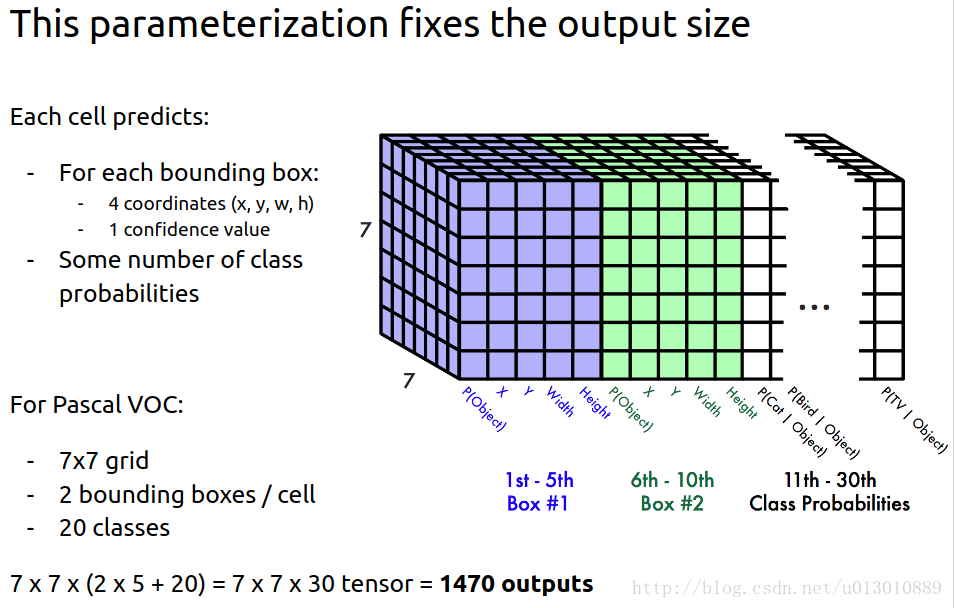 This parameterization fixes the output size
Each cell predicts:
- For each bounding box:
- 4 coordinates (x, y, w, h)
- 1 confidence value
- Some number of class
probabilities
7
7
...
P(Object)
X
Y
Width
Height
P(Object)
X
Y
Width
Height
P(Cat | Object)
P(Bird | Object)
P(TV | Object)
1st - 5th
Box #1
6th - 10th
Box #2
11th - 30th
Class Probabilities
For Pascal VOC:
- 7x7 grid
- 2 bounding boxes / cell
- 20 classes
7 x 7 x (2 x 5 + 20) = 7 x 7 x 30 tensor = 1470 outputs
http://blog.csdn.net/u013010889